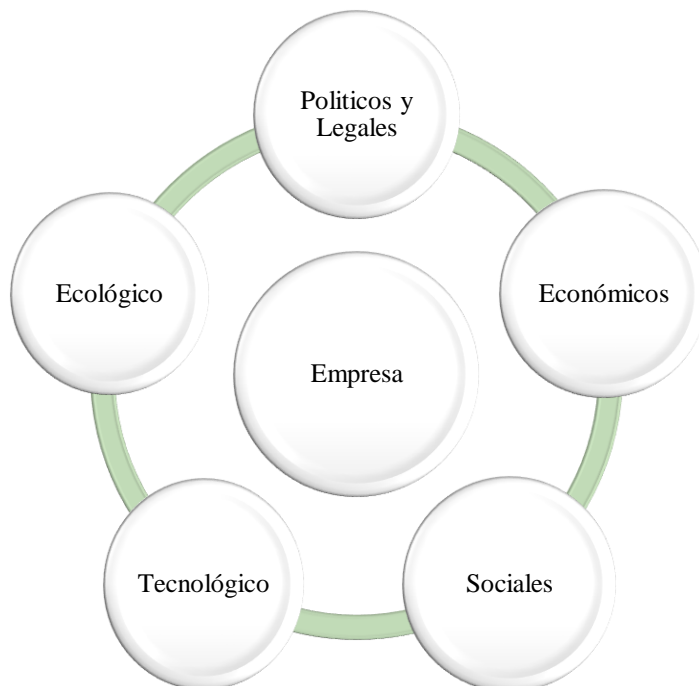 Politicos y
Legales
Ecológico
Económicos
Empresa
Tecnológico
Sociales